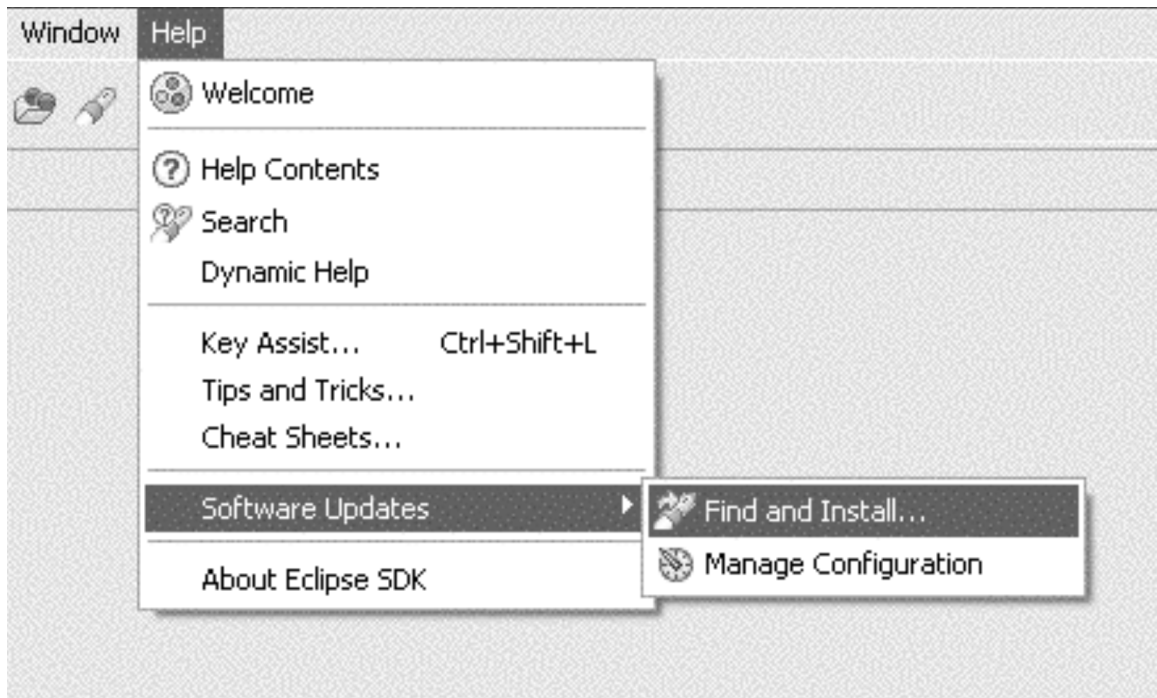 Window Help
Welcome
Help Contents
Search
Dynamic Help
Key Assist... Ctrl+Shift+L
Tips and Tricks...
Cheat Sheets...
Software Updates
Find and Install...
Manage Configuration
About Eclipse SDK